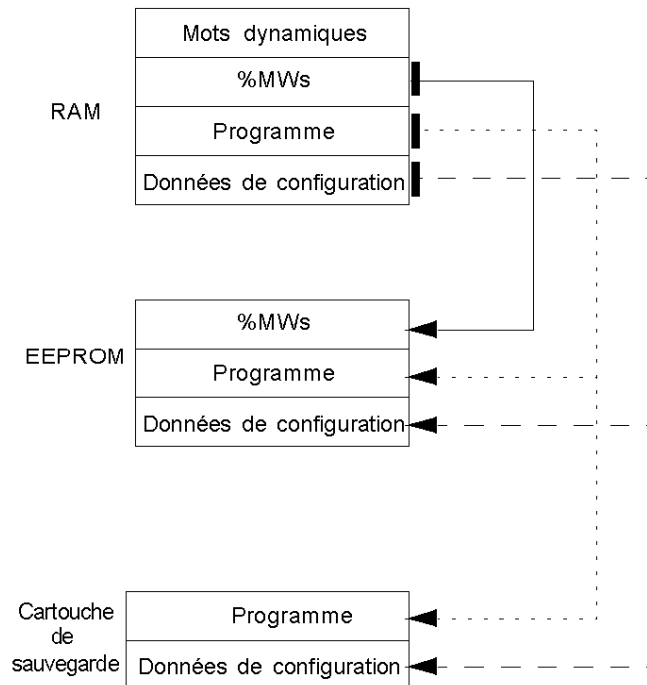 Mots dynamiques
%MWs
RAM
Programme
Données de configuration
%MWs
EEPROM
Programme
Données de configuration
Cartouche
de
sauvegarde
Programme
Données de configuration